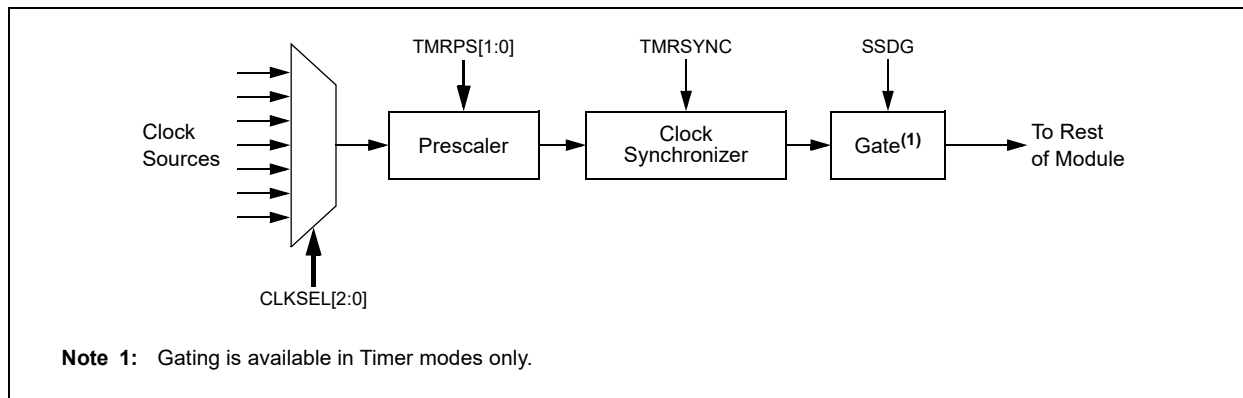 TMRPS[1:0]
TMRSYNC
SSDG
Clock
Sources
Prescaler
Clock
Synchronizer
Gate(1)
To Rest
of Module
CLKSEL[2:0]
Note 1: Gating is available in Timer modes only.